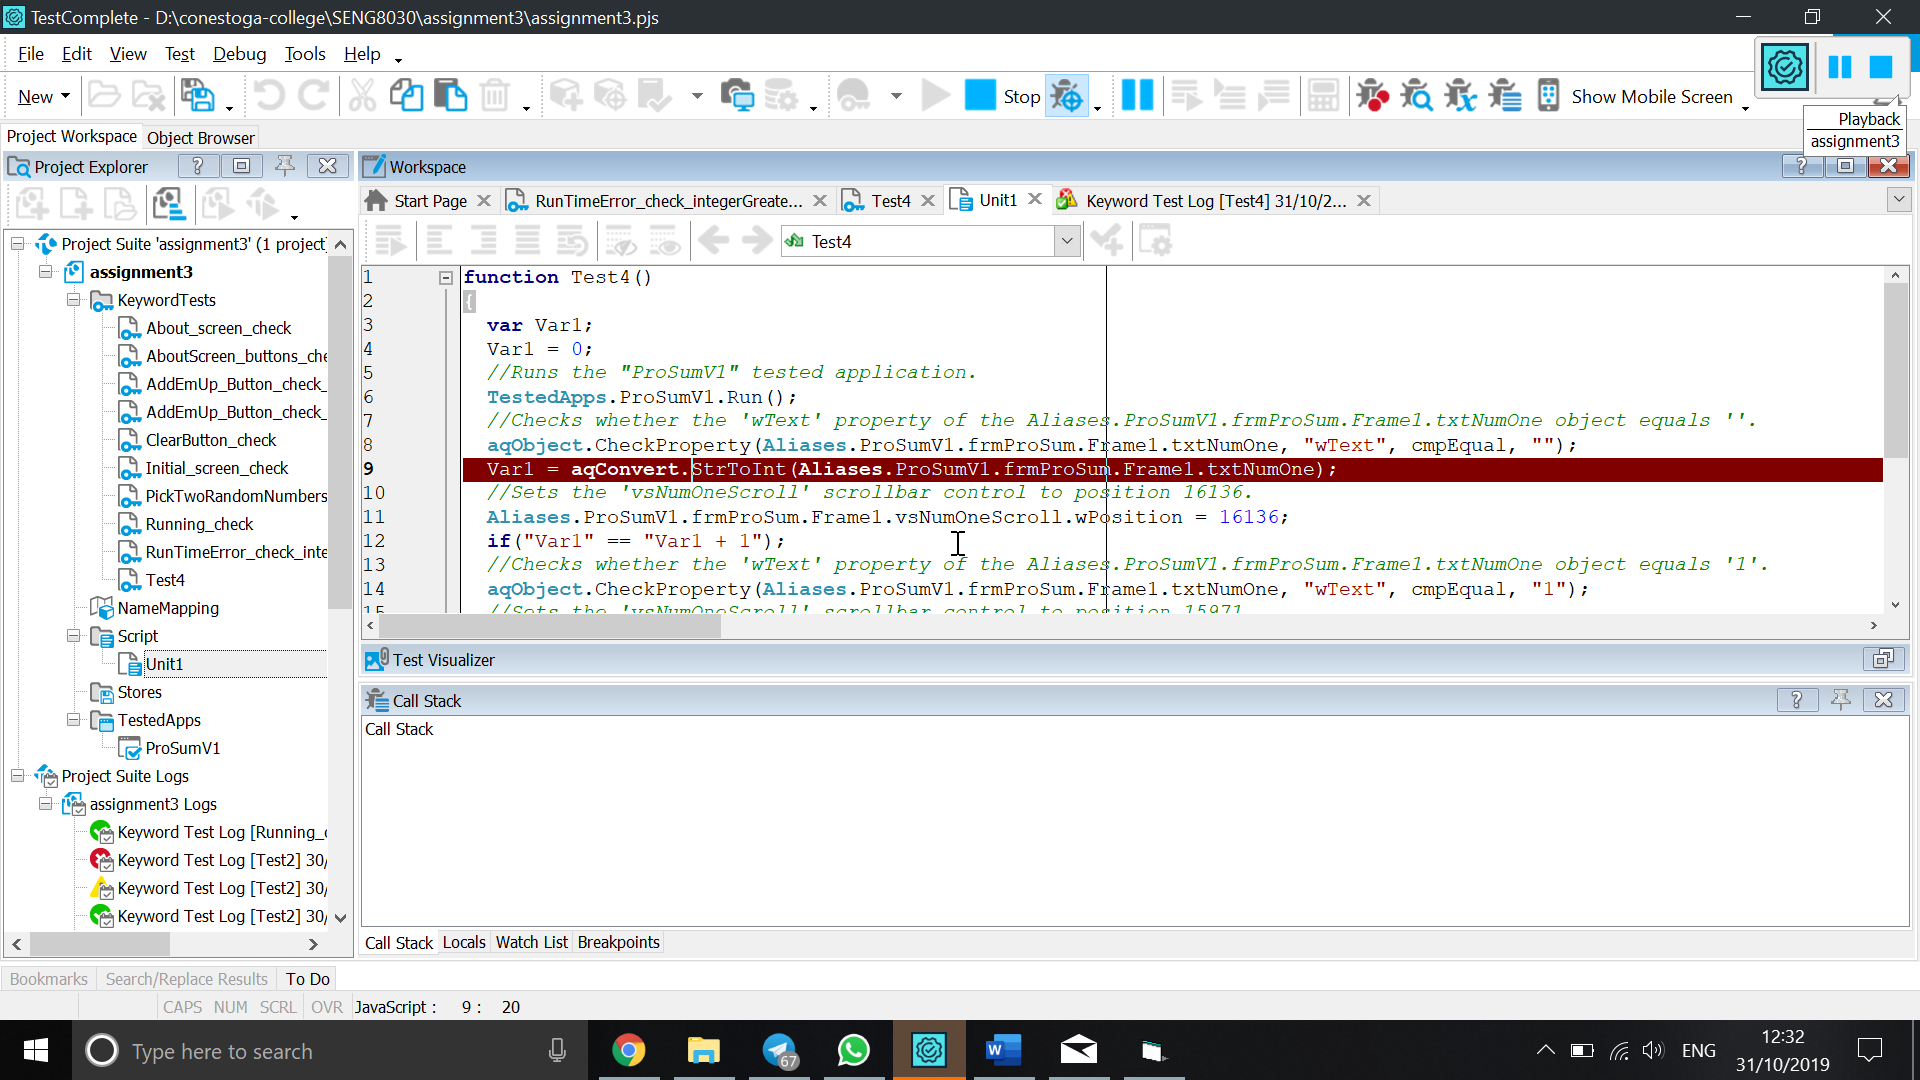 TestComplete - D:\conestoga-college\SENG8030\assignment3\assignment3.pjs
File Edit View Test Tools Debug Help
New Stop Show Mobile Screen
Playback
assignment3
Project Workspace Object Browser
Project Explorer
Project Suite 'assignment3' (1 project
assignment3
KeywordTests
About_screen_check
AboutScreen_buttons_che
AddEmUp_Button_check_
AddEmUp_Button_check_
ClearButton_check
Initial_screen_check
PickTwoRandomNumbers
Running_check
RunTimeError_check_inte
Test4
NameMapping
Script
Unit1
Stores
TestedApps
ProSumV1
Project Suite Logs
assignment3 Logs
Keyword Test Log [Running_c
Keyword Test Log [Test2] 30/
Keyword Test Log [Test2] 30/
Keyword Test Log [Test2] 30/
Workspace
Start Page RunTimeError_check_integerGreate... Test4 Unit1 Keyword Test Log [Test4] 31/10/2...
Test4
1 function Test4()
2 {
3 var Var1;
4 Var1 = 0;
5 //Runs the "ProSumV1" tested application.
6 TestedApps.ProSumV1.Run();
7 //Checks whether the 'wText' property of the Aliases.ProSumV1.frmProSum.Frame1.txtNumOne object equals ''.
8 aqObject.CheckProperty(Aliases.ProSumV1.frmProSum.Frame1.txtNumOne, "wText", cmpEqual, "");
9 Var1 = aqConvert.StrToInt(Aliases.ProSumV1.frmProSum.Frame1.txtNumOne);
10 //Sets the 'vsNumOneScroll' scrollbar control to position 16136.
11 Aliases.ProSumV1.frmProSum.Frame1.vsNumOneScroll.wPosition = 16136;
12 if("Var1" == "Var1 + 1");
13 //Checks whether the 'wText' property of the Aliases.ProSumV1.frmProSum.Frame1.txtNumOne object equals '1'.
14 aqObject.CheckProperty(Aliases.ProSumV1.frmProSum.Frame1.txtNumOne, "wText", cmpEqual, "1");
15 //Sets the 'vsNumOneScroll' scrollbar control to position 15971
Test Visualizer
Call Stack
Call Stack
Call Stack Locals Watch List Breakpoints
Bookmarks Search/Replace Results To Do
CAPS NUM SCRL OVR JavaScript : 9 : 20
Type here to search
67
ENG
12:32
31/10/2019